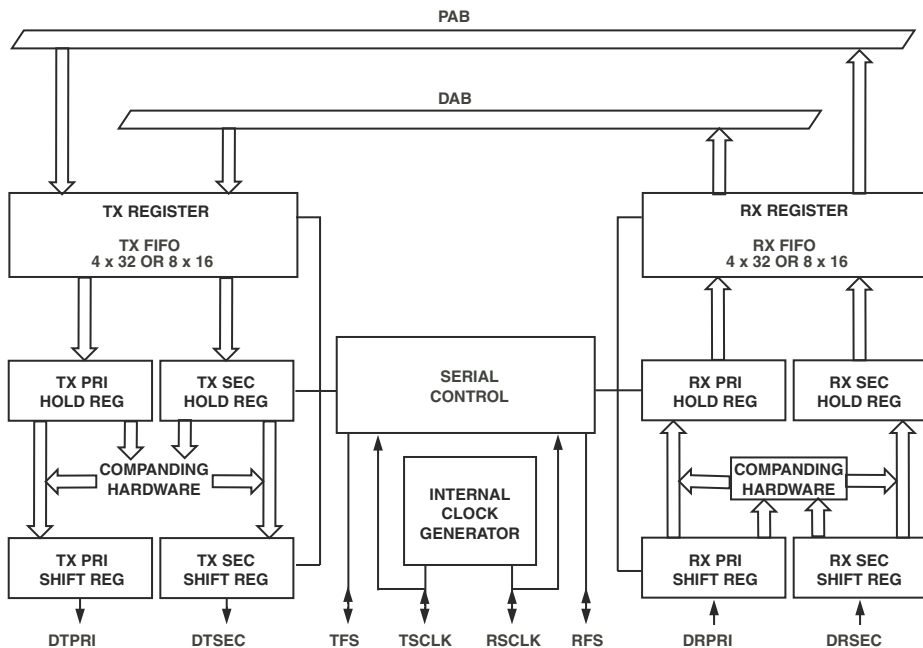 PAB
DAB
TX REGISTER
TX FIFO
4 x 32 OR 8 x 16
RX REGISTER
RX FIFO
4 x 32 OR 8 x 16
TX PRI
HOLD REG
TX SEC
HOLD REG
SERIAL
CONTROL
RX PRI
HOLD REG
RX SEC
HOLD REG
COMPANDING
HARDWARE
INTERNAL
CLOCK
GENERATOR
COMPANDING
HARDWARE
TX PRI
SHIFT REG
TX SEC
SHIFT REG
RX PRI
SHIFT REG
RX SEC
SHIFT REG
DTPRI
DTSEC
TFS
TSCLK
RSCLK
RFS
DRPRI
DRSEC